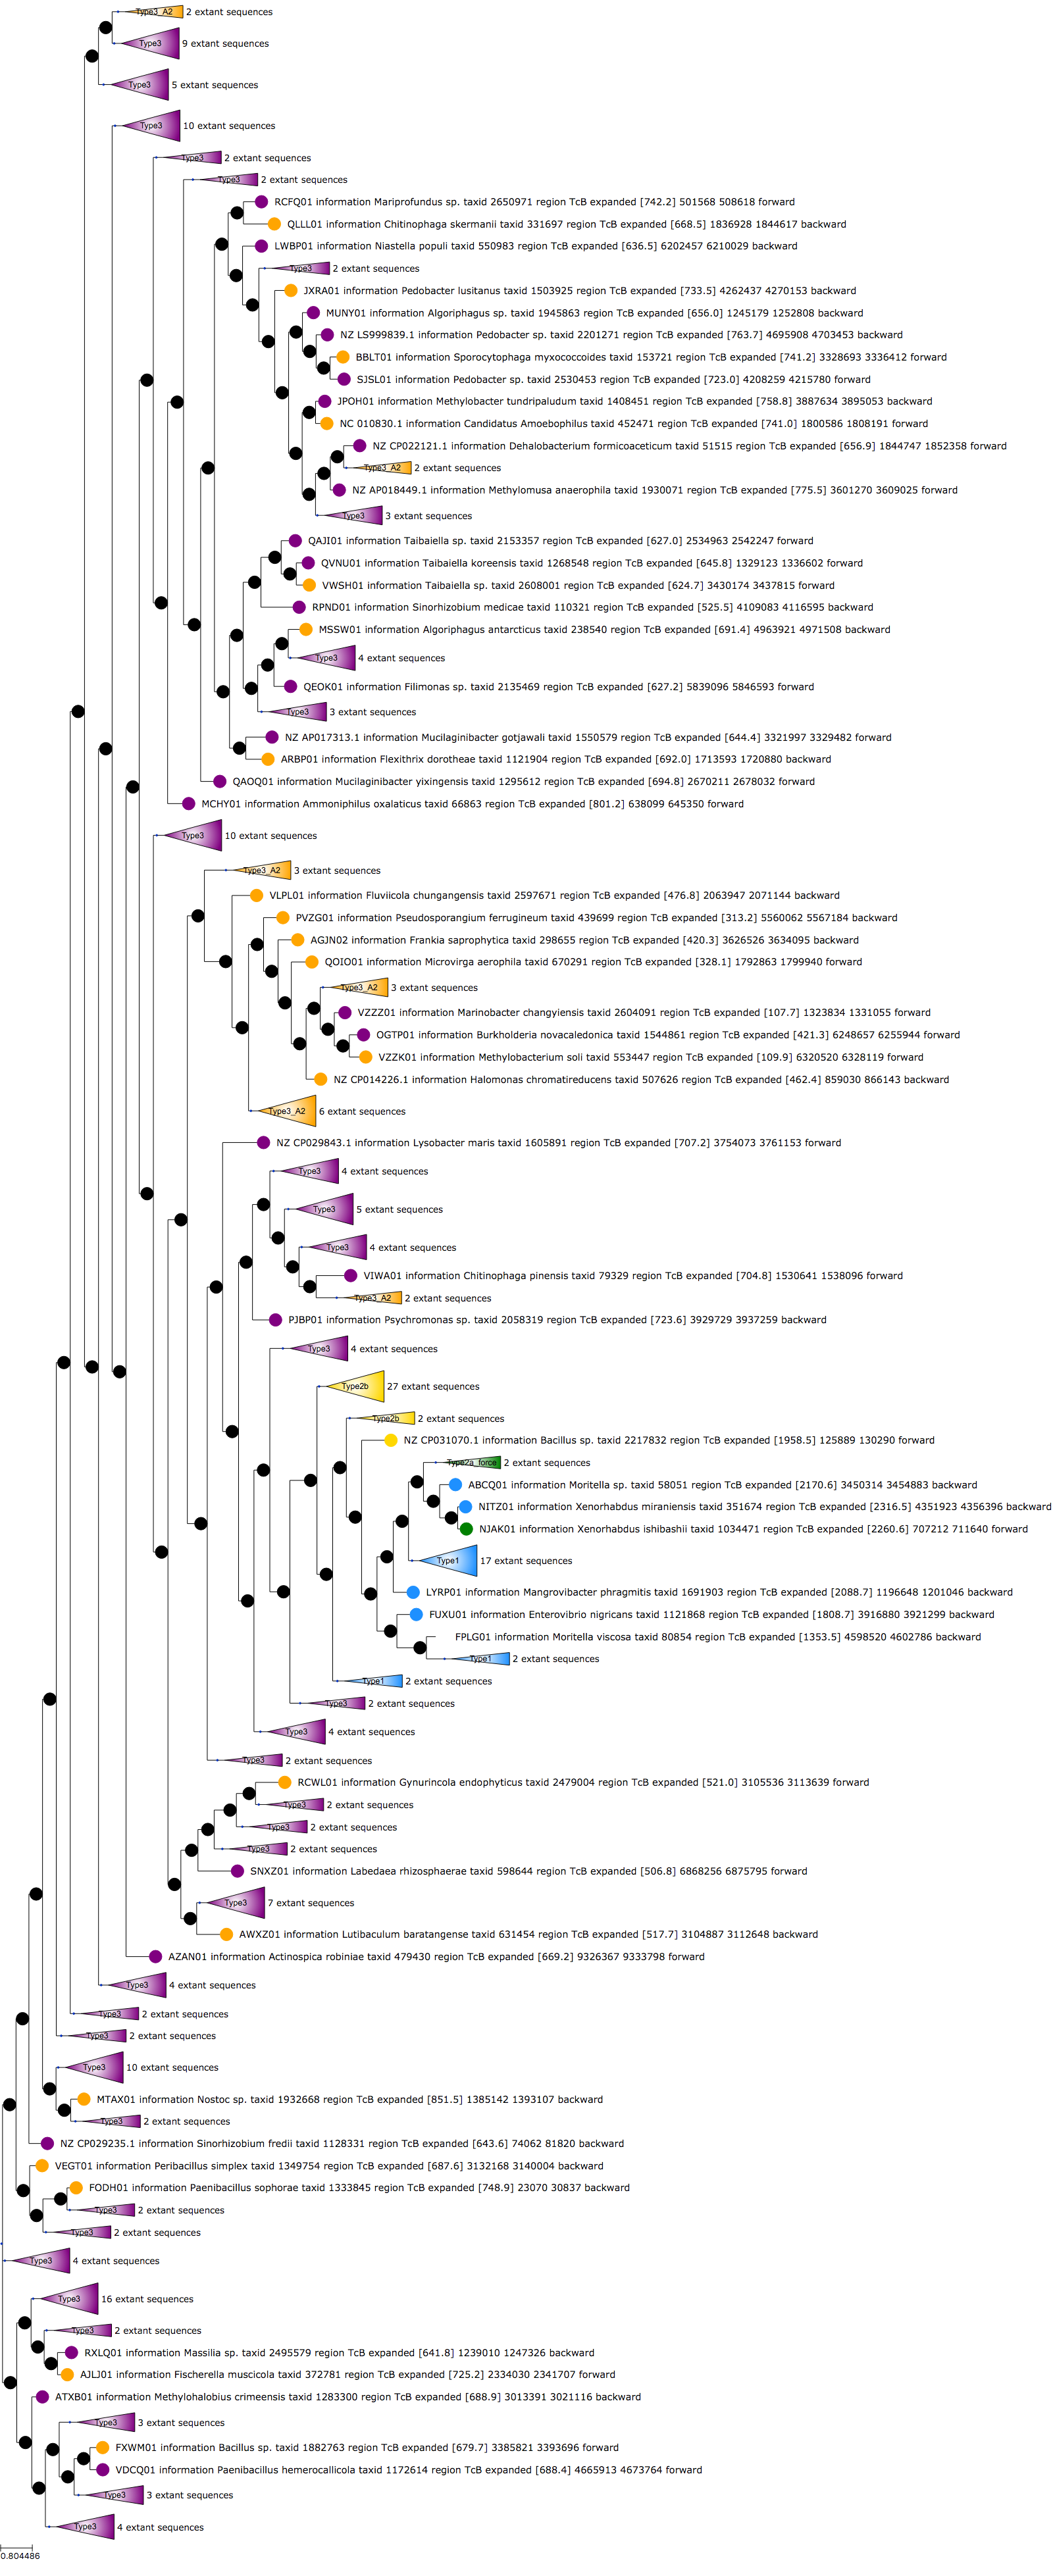 Type3_A2 2 extant sequences
Type3 9 extant sequences
Type3 5 extant sequences
Type3 10 extant sequences
Type3 2 extant sequences
Type3 2 extant sequences
RCFQ01 information Mariprofundus sp. taxid 2650971 region TcB expanded [742.2] 501568 508618 forward
QLLL01 information Chitinophaga skermanii taxid 331697 region TcB expanded [668.5] 1836928 1844617 backward
LWBP01 information Niastella populi taxid 550983 region TcB expanded [636.5] 6202457 6210029 backward
Type3 2 extant sequences
JXRA01 information Pedobacter lusitanus taxid 1503925 region TcB expanded [733.5] 4262437 4270153 backward
MUNY01 information Algoriphagus sp. taxid 1945863 region TcB expanded [656.0] 1245179 1252808 backward
NZ LS999839.1 information Pedobacter sp. taxid 2201271 region TcB expanded [763.7] 4695908 4703453 backward
BBLT01 information Sporocytophaga myxococcoides taxid 153721 region TcB expanded [741.2] 3328693 3336412 forward
SJSL01 information Pedobacter sp. taxid 2530453 region TcB expanded [723.0] 4208259 4215780 forward
JPOH01 information Methylobacter tundripaludum taxid 1408451 region TcB expanded [758.8] 3887634 3895053 backward
NC 010830.1 information Candidatus Amoebophilus taxid 452471 region TcB expanded [741.0] 1800586 1808191 forward
NZ CP022121.1 information Dehalobacterium formicoaceticum taxid 51515 region TcB expanded [656.9] 1844747 1852358 forward
Type3_A2 2 extant sequences
NZ AP018449.1 information Methylomusa anaerophila taxid 1930071 region TcB expanded [775.5] 3601270 3609025 forward
Type3 3 extant sequences
QAJI01 information Taibaiella sp. taxid 2153357 region TcB expanded [627.0] 2534963 2542247 forward
QVNU01 information Taibaiella koreensis taxid 1268548 region TcB expanded [645.8] 1329123 1336602 forward
VWSH01 information Taibaiella sp. taxid 2608001 region TcB expanded [624.7] 3430174 3437815 forward
RPND01 information Sinorhizobium medicae taxid 110321 region TcB expanded [525.5] 4109083 4116595 forward
MSSW01 information Algoriphagus antarcticus taxid 238540 region TcB expanded [691.4] 4963921 4971508 backward
Type3 4 extant sequences
QEOK01 information Filimonas sp. taxid 2135469 region TcB expanded [627.2] 5839096 5846593 forward
Type3 3 extant sequences
NZ AP017313.1 information Mucilaginibacter gotjawali taxid 1550579 region TcB expanded [644.4] 3321997 3329482 forward
ARBP01 information Flexithrix dorotheae taxid 1121904 region TcB expanded [692.0] 1713593 1720880 backward
QAOQ01 information Mucilaginibacter yixingensis taxid 1295612 region TcB expanded [694.8] 2670211 2678032 forward
MCHY01 information Ammoniphilus oxalaticus taxid 66863 region TcB expanded [801.2] 638099 645350 forward
Type3 10 extant sequences
Type3_A2 3 extant sequences
VLPL01 information Fluviicola chungangensis taxid 2597671 region TcB expanded [476.8] 2063947 2071144 backward
PVZG01 information Pseudosporangium ferrugineum taxid 439699 region TcB expanded [313.2] 5560062 5567184 backward
AGJN02 information Frankia saprophytica taxid 298655 region TcB expanded [420.3] 3626526 3634095 backward
QOIO01 information Microvirga aerophila taxid 670291 region TcB expanded [328.1] 1792863 1799940 forward
Type3_A2 3 extant sequences
VZZZ01 information Marinobacter changyiensis taxid 2604091 region TcB expanded [107.7] 1323834 1331055 forward
OGTP01 information Burkholderia novacaledonica taxid 1544861 region TcB expanded [421.3] 6248657 6255944 forward
VZZK01 information Methylobacterium soli taxid 553447 region TcB expanded [109.9] 6320520 6328119 forward
NZ CP014226.1 information Halomonas chromatireducens taxid 507626 region TcB expanded [462.4] 859030 866143 backward
Type3_A2 6 extant sequences
NZ CP029843.1 information Lysobacter maris taxid 1605891 region TcB expanded [707.2] 3754073 3761153 forward
Type3 4 extant sequences
Type3 5 extant sequences
Type3 4 extant sequences
VIWA01 information Chitinophaga pinensis taxid 79329 region TcB expanded [704.8] 1530641 1538096 forward
Type3_A2 2 extant sequences
PJBP01 information Psychromonas sp. taxid 2058319 region TcB expanded [723.6] 3929729 3937259 backward
Type3 4 extant sequences
Type2b 27 extant sequences
Type2b 2 extant sequences
NZ CP031070.1 information Bacillus sp. taxid 2217832 region TcB expanded [1958.5] 125889 130290 forward
Type2a_force 2 extant sequences
ABCQ01 information Moritella sp. taxid 58051 region TcB expanded [2170.6] 3450314 3454883 backward
NITZ01 information Xenorhabdus miraniensis taxid 351674 region TcB expanded [2316.5] 4351923 4356396 backward
NJAK01 information Xenorhabdus ishibashii taxid 1034471 region TcB expanded [2260.6] 707212 711640 forward
Type1 17 extant sequences
LYRP01 information Mangrovibacter phragmitis taxid 1691903 region TcB expanded [2088.7] 1196648 1201046 backward
FUXU01 information Enterovibrio nigricans taxid 1121868 region TcB expanded [1808.7] 3916880 3921299 backward
FPLG01 information Moritella viscosa taxid 80854 region TcB expanded [1353.5] 4598520 4602786 backward
Type1 2 extant sequences
Type1 2 extant sequences
Type3 2 extant sequences
Type3 4 extant sequences
Type3 2 extant sequences
RCWL01 information Gynurincola endophyticus taxid 2479004 region TcB expanded [521.0] 3105536 3113639 forward
Type3 2 extant sequences
Type3 2 extant sequences
Type3 2 extant sequences
SNXZ01 information Labedaea rhizosphaerae taxid 598644 region TcB expanded [506.8] 6868256 6875795 forward
Type3 7 extant sequences
AWXZ01 information Lutibaculum baratangense taxid 631454 region TcB expanded [517.7] 3104887 3112648 backward
AZAN01 information Actinospica robiniae taxid 479430 region TcB expanded [669.2] 9326367 9333798 forward
Type3 4 extant sequences
Type3 2 extant sequences
Type3 2 extant sequences
Type3 10 extant sequences
MTAX01 information Nostoc sp. taxid 1932668 region TcB expanded [851.5] 1385142 1393107 backward
Type3 2 extant sequences
NZ CP029235.1 information Sinorhizobium fredii taxid 1128331 region TcB expanded [643.6] 74062 81820 backward
VEGT01 information Peribacillus simplex taxid 1349754 region TcB expanded [687.6] 3132168 3140004 backward
FODH01 information Paenibacillus sophorae taxid 1333845 region TcB expanded [748.9] 23070 30837 backward
Type3 2 extant sequences
Type3 2 extant sequences
Type3 4 extant sequences
Type3 16 extant sequences
Type3 2 extant sequences
RXLQ01 information Massilia sp. taxid 2495579 region TcB expanded [641.8] 1239010 1247326 backward
AJLJ01 information Fischerella muscicola taxid 372781 region TcB expanded [725.2] 2334030 2341707 forward
ATXB01 information Methylohalobius crimeensis taxid 1283300 region TcB expanded [688.9] 3013391 3021116 backward
Type3 3 extant sequences
FXWM01 information Bacillus sp. taxid 1882763 region TcB expanded [679.7] 3385821 3393696 forward
VDCQ01 information Paenibacillus hemerocallicola taxid 1172614 region TcB expanded [688.4] 4665913 4673764 forward
Type3 3 extant sequences
Type3 4 extant sequences
0.804486